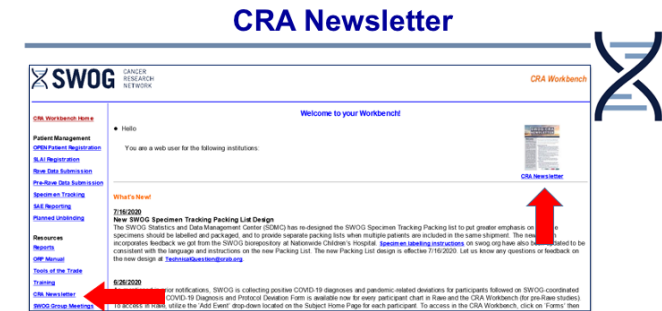 CRA Newsletter
SWOG
CANCER
RESEARCH
NETWORK
CRA Workbench
CRA Workbench Home
Patient Management
OPEN Patient Registration
SLAI Registration
Rave Data Submission
Pre-Rave Data Submission
Specimen Tracking
SAE Reporting
Planned Unblinding
Resources
Reports
ORP Manual
Tools of the Trade
Training
CRA Newsletter
SWOG Group Meetings
Welcome to your Workbench!
Hello
You are a web user for the following institutions:
CRA Newsletter
What's New!
7/16/2020
New SWOG Specimen Tracking Packing List Design
The SWOG Statistics and Data Management Center (SDMC) has re-designed the SWOG Specimen Tracking Packing list to put greater emphasis on
specimens should be labelled and packaged, and to provide separate packing lists when multiple patients are included in the same shipment. The new
incorporates feedback we got from the SWOG biorepository at Nationwide Children's Hospital. Specimen labeling instructions on swog.org have also been updated to be
consistent with the language and instructions on the new Packing List. The new Packing List design is effective 7/16/2020. Let us know any questions or feedback on
the new design at TechnicalQuestion@crab.org.
6/26/2020
prior notifications, SWOG is collecting positive COVID-19 diagnoses and pandemic-related deviations for participants followed on SWOG-coordinated
COVID-19 Diagnosis and Protocol Deviation Form is available now for every participant chart in Rave and the CRA Workbench (for pre-Rave studies).
To access in Rave, utilize the 'Add Event' drop-down located on the Subject Home Page for each participant. To access in the CRA Workbench, click on 'Forms' then